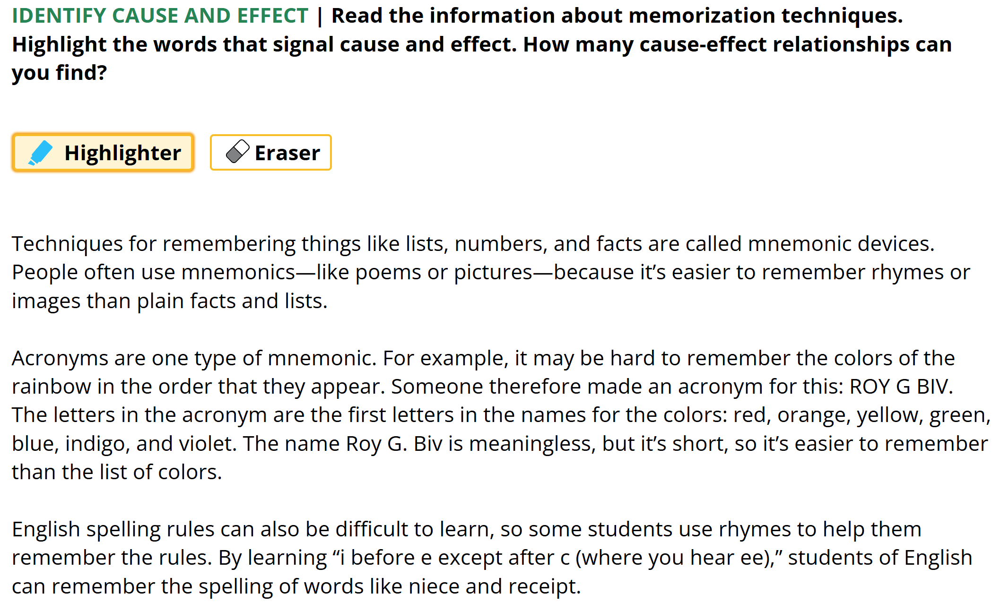 IDENTIFY CAUSE AND EFFECT | Read the information about memorization techniques.
Highlight the words that signal cause and effect. How many cause-effect relationships can
you find?
Highlighter Eraser
Techniques for remembering things like lists, numbers, and facts are called mnemonic devices.
People often use mnemonics—like poems or pictures—because it’s easier to remember rhymes or
images than plain facts and lists.
Acronyms are one type of mnemonic. For example, it may be hard to remember the colors of the
rainbow in the order that they appear. Someone therefore made an acronym for this: ROY G BIV.
The letters in the acronym are the first letters in the names for the colors: red, orange, yellow, green,
blue, indigo, and violet. The name Roy G. Biv is meaningless, but it’s short, so it’s easier to remember
than the list of colors.
English spelling rules can also be difficult to learn, so some students use rhymes to help them
remember the rules. By learning “i before e except after c (where you hear ee),” students of English
can remember the spelling of words like niece and receipt.